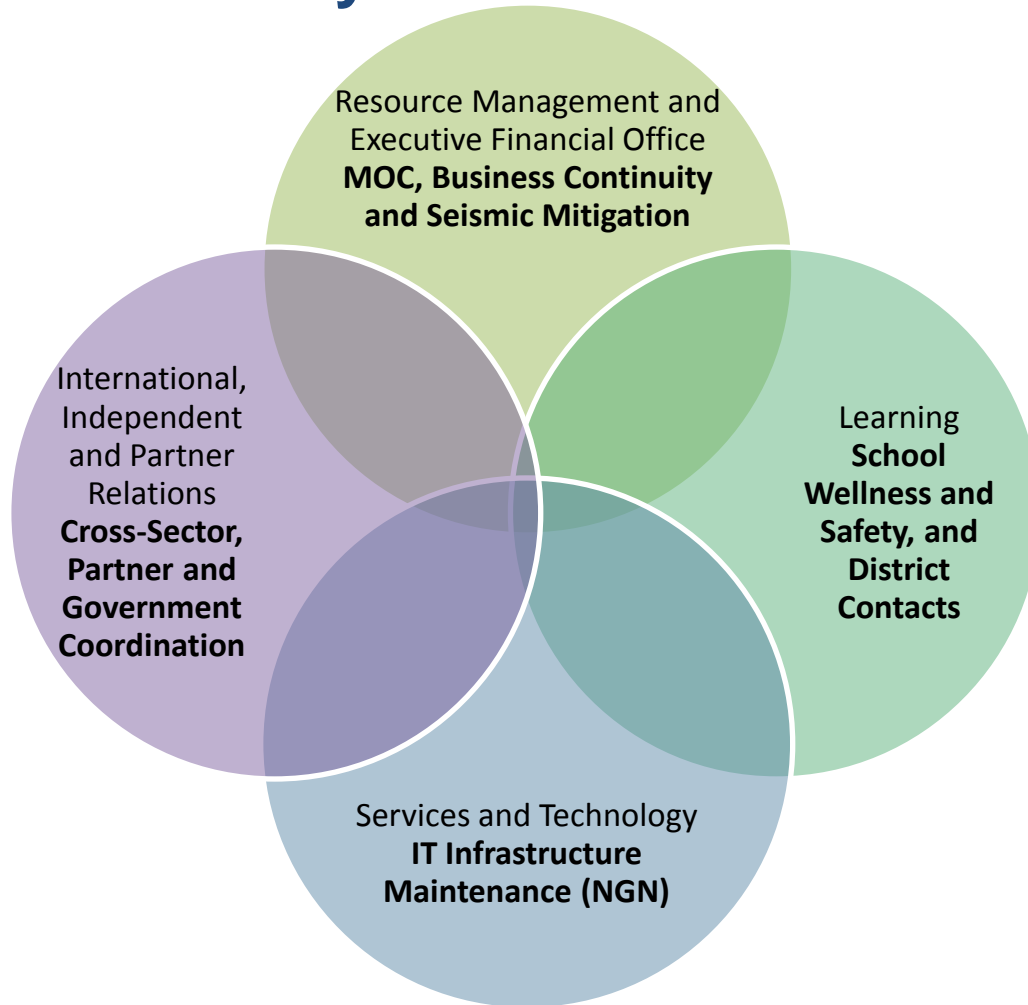 Resource Management and
Executive Financial Office
MOC, Business Continuity
and Seismic Mitigation
International,
Independent
and Partner
Relations
Cross-Sector,
Partner and
Government
Coordination
Learning
School
Wellness and
Safety, and
District
Contacts
Services and Technology
IT Infrastructure
Maintenance (NGN)